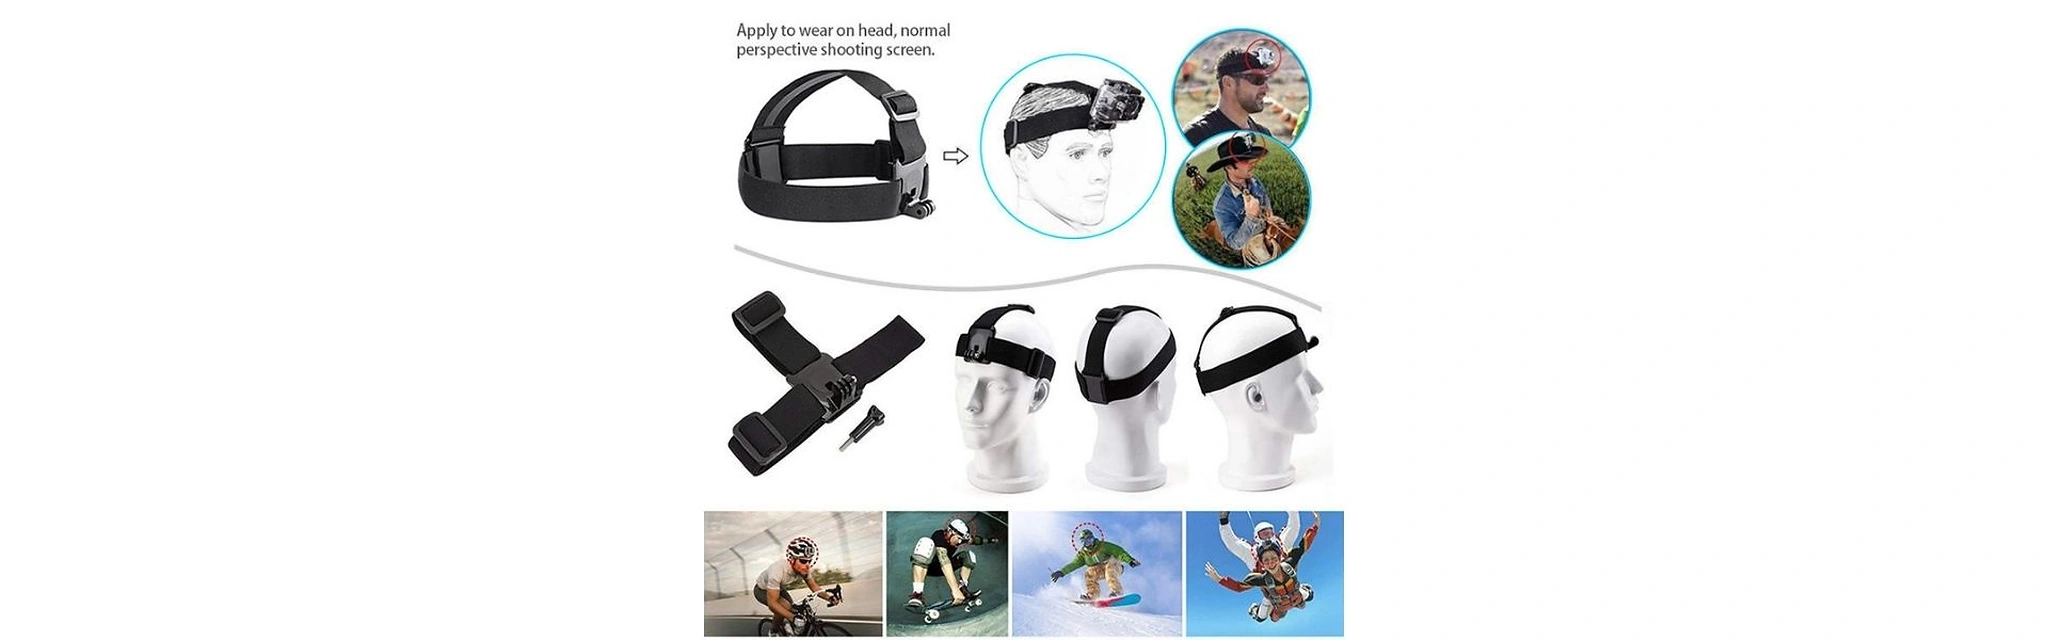 Apply to wear on head, normal
perspective shooting screen.